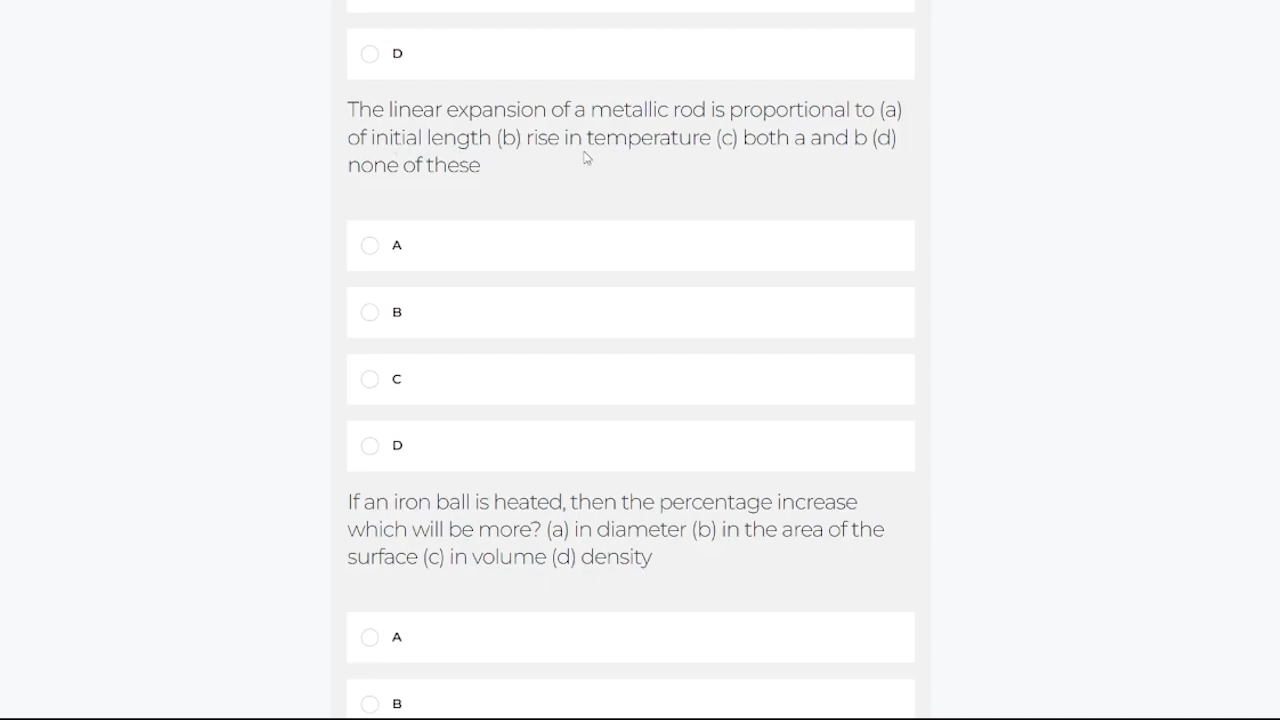 D
The linear expansion of a metallic rod is proportional to (a)
of initial length (b) rise in temperature (c) both a and b (d)
none of these
A
B
C
D
If an iron ball is heated, then the percentage increase
which will be more? (a) in diameter (b) in the area of the
surface (c) in volume (d) density
A
B